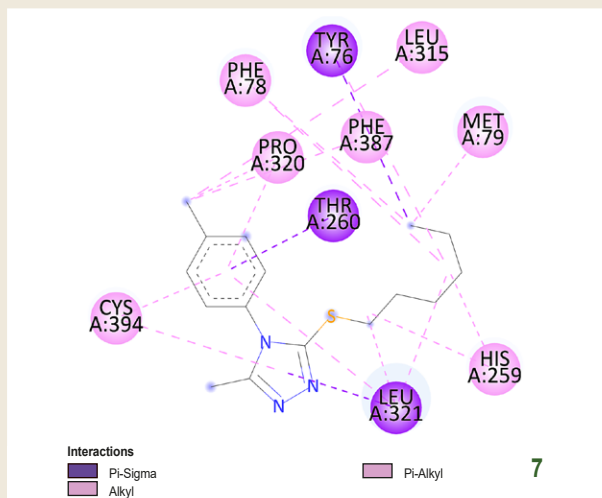 TYR
A:76
LEU
A:315
PHE
A:78
PHE
A:387
MET
A:79
PRO
A:320
THR
A:260
CYS
A:394
S
N
N
N
HIS
A:259
LEU
A:321
Interactions
Pi-Sigma
Alkyl
Pi-Alkyl
7